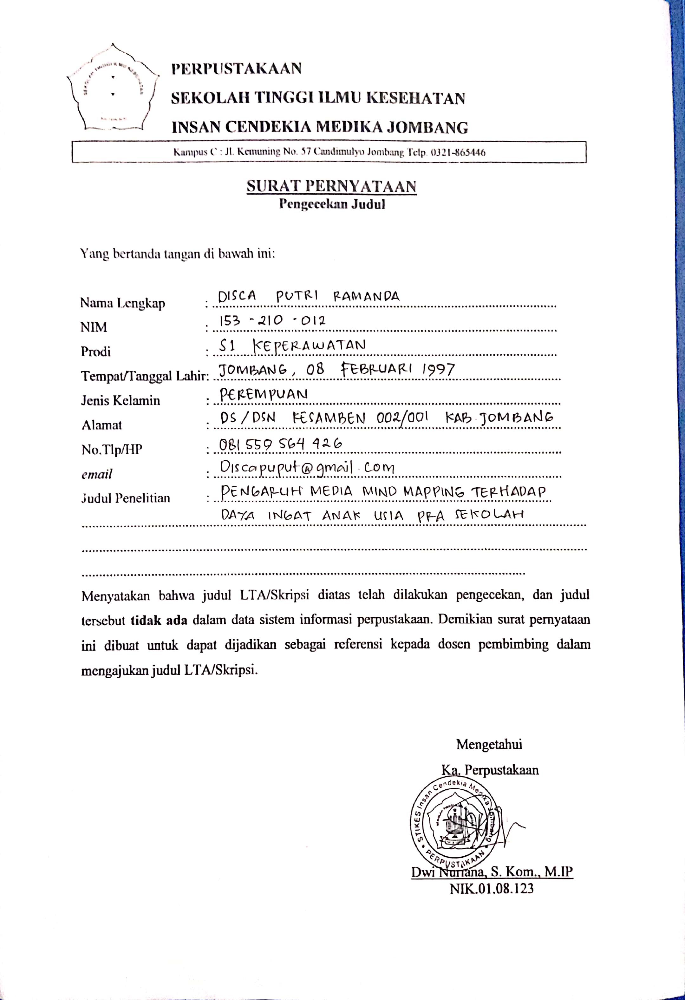 PERPUSTAKAAN
SEKOLAH TINGGI ILMU KESEHATAN
INSAN CENDEKIA MEDIKA JOMBANG
Kampus C : Jl. Kemuning No. 57 Candimulyo Jombang Telp. 0321-865446
SURAT PERNYATAAN
Pengecekan Judul
Yang bertanda tangan di bawah ini:
Nama Lengkap : DISCA PUTRI RAMANDA
NIM : 153 - 210 - 012
Prodi : S1 KEPERAWATAN
Tempat/Tanggal Lahir: JOMBANG, 08 FEBRUARI 1997
Jenis Kelamin : PEREMPUAN
Alamat : DS/DSN KESAMBEN 002/001 KAB. JOMBANG
No.Tlp/HP : 081 559 564 926
email : Discapuput@gmail.com
Judul Penelitian : PENGARUH MEDIA MIND MAPPING TERHADAP
DAYA INGAT ANAK USIA PRA SEKOLAH
Menyatakan bahwa judul LTA/Skripsi diatas telah dilakukan pengecekan, dan judul
tersebut tidak ada dalam data sistem informasi perpustakaan. Demikian surat pernyataan
ini dibuat untuk dapat dijadikan sebagai referensi kepada dosen pembimbing dalam
mengajukan judul LTA/Skripsi.
Mengetahui
Ka. Perpustakaan
STIKES Insan Cendekia Medika Jombang
PERPUSTAKAAN
Dwi Nuriana, S. Kom., M.IP
NIK.01.08.123